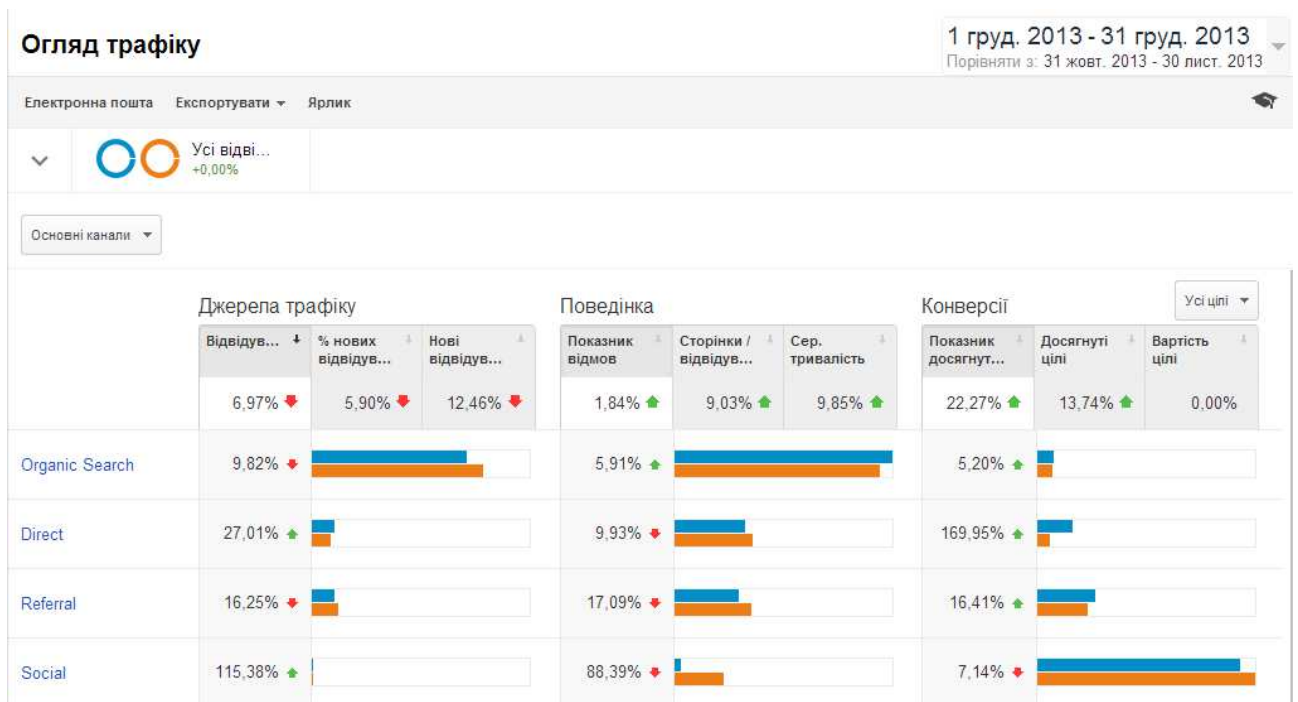 Огляд трафіку
1 груд. 2013 - 31 груд. 2013
Порівняти з: 31 жовт. 2013 - 30 лист. 2013
Електронна пошта Експортувати Ярлик
Усі відві...
+0,00%
Основні канали
Джерела трафіку Поведінка Конверсії Усі цілі
Відвідув... % нових Нові Показник Сторінки / Сер. Показник Досягнуті Вартість
відвідув... відвідув... відмов відвідув... тривалість досягнут... цілі цілі
6,97% 5,90% 12,46% 1,84% 9,03% 9,85% 22,27% 13,74% 0,00%
Organic Search 9,82% 5,91% 5,20%
Direct 27,01% 9,93% 169,95%
Referral 16,25% 17,09% 16,41%
Social 115,38% 88,39% 7,14%